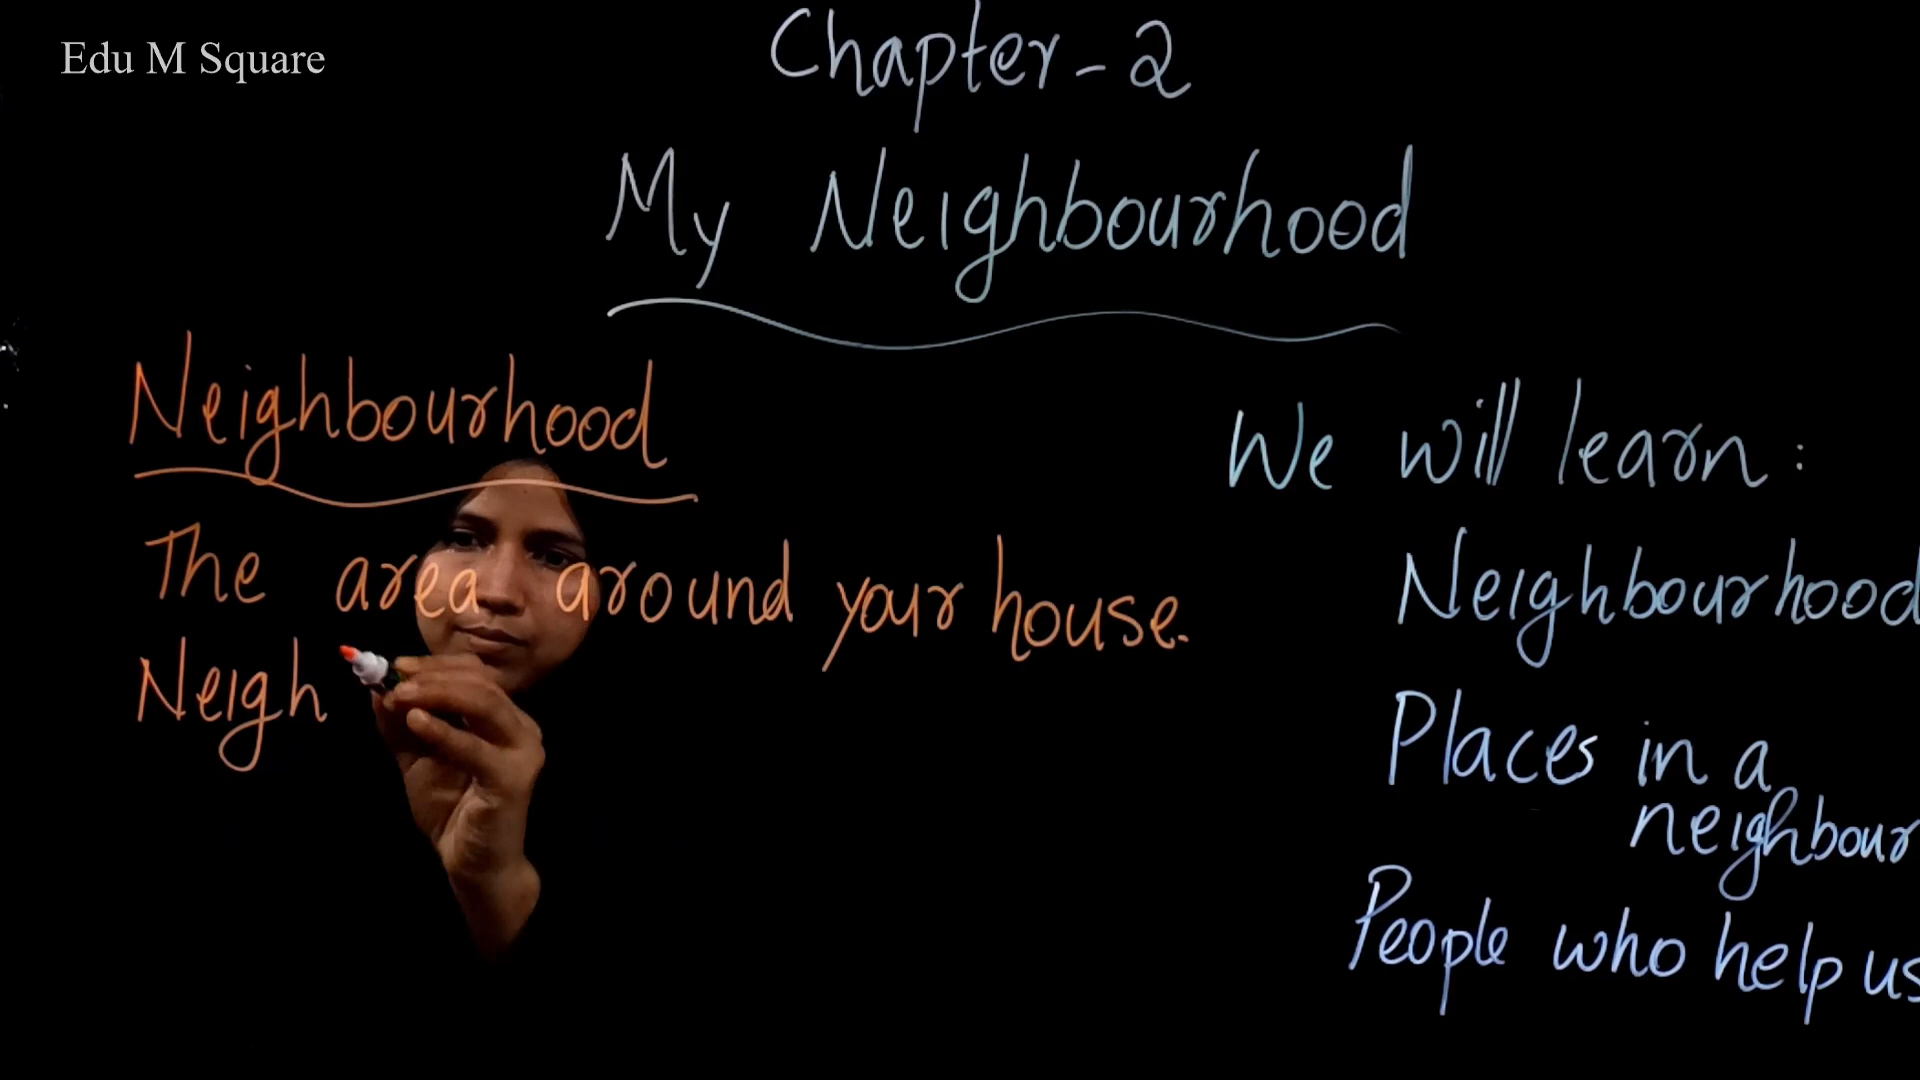 Edu M Square
Chapter-2
My Neighbourhood
Neighbourhood
The area around your house.
Neigh
We will learn:
Neighbourhood
Places in a
neighbour
People who help us